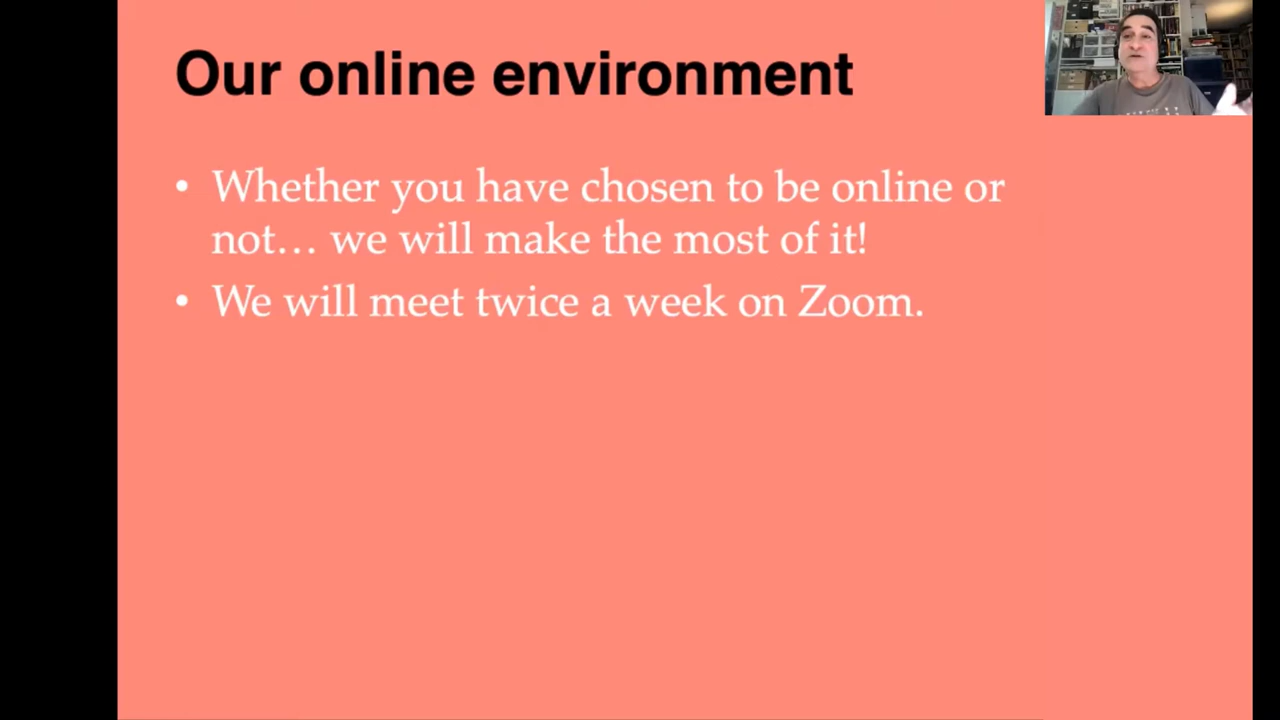 Our online environment
• Whether you have chosen to be online or
not… we will make the most of it!
• We will meet twice a week on Zoom.